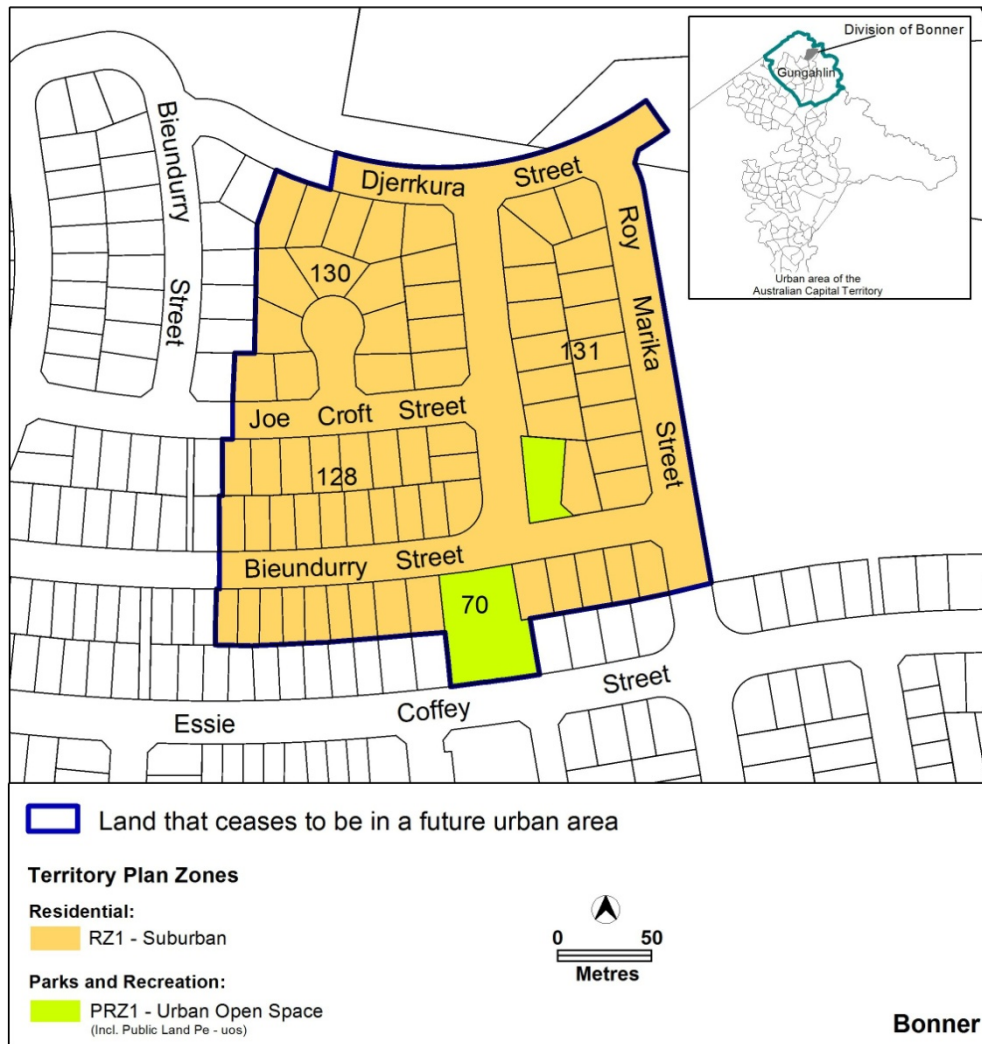 Division of Bonner
Gungahlin
Urban area of the
Australian Capital Territory
Bieundurry Street
Djerrkura Street
Roy Marika Street
130
131
Joe Croft Street
128
Bieundurry Street
70
Essie Coffey Street
Land that ceases to be in a future urban area
Territory Plan Zones
Residential:
RZ1 - Suburban
0 50
Metres
Parks and Recreation:
PRZ1 - Urban Open Space
(Incl. Public Land Pe - uos)
Bonner